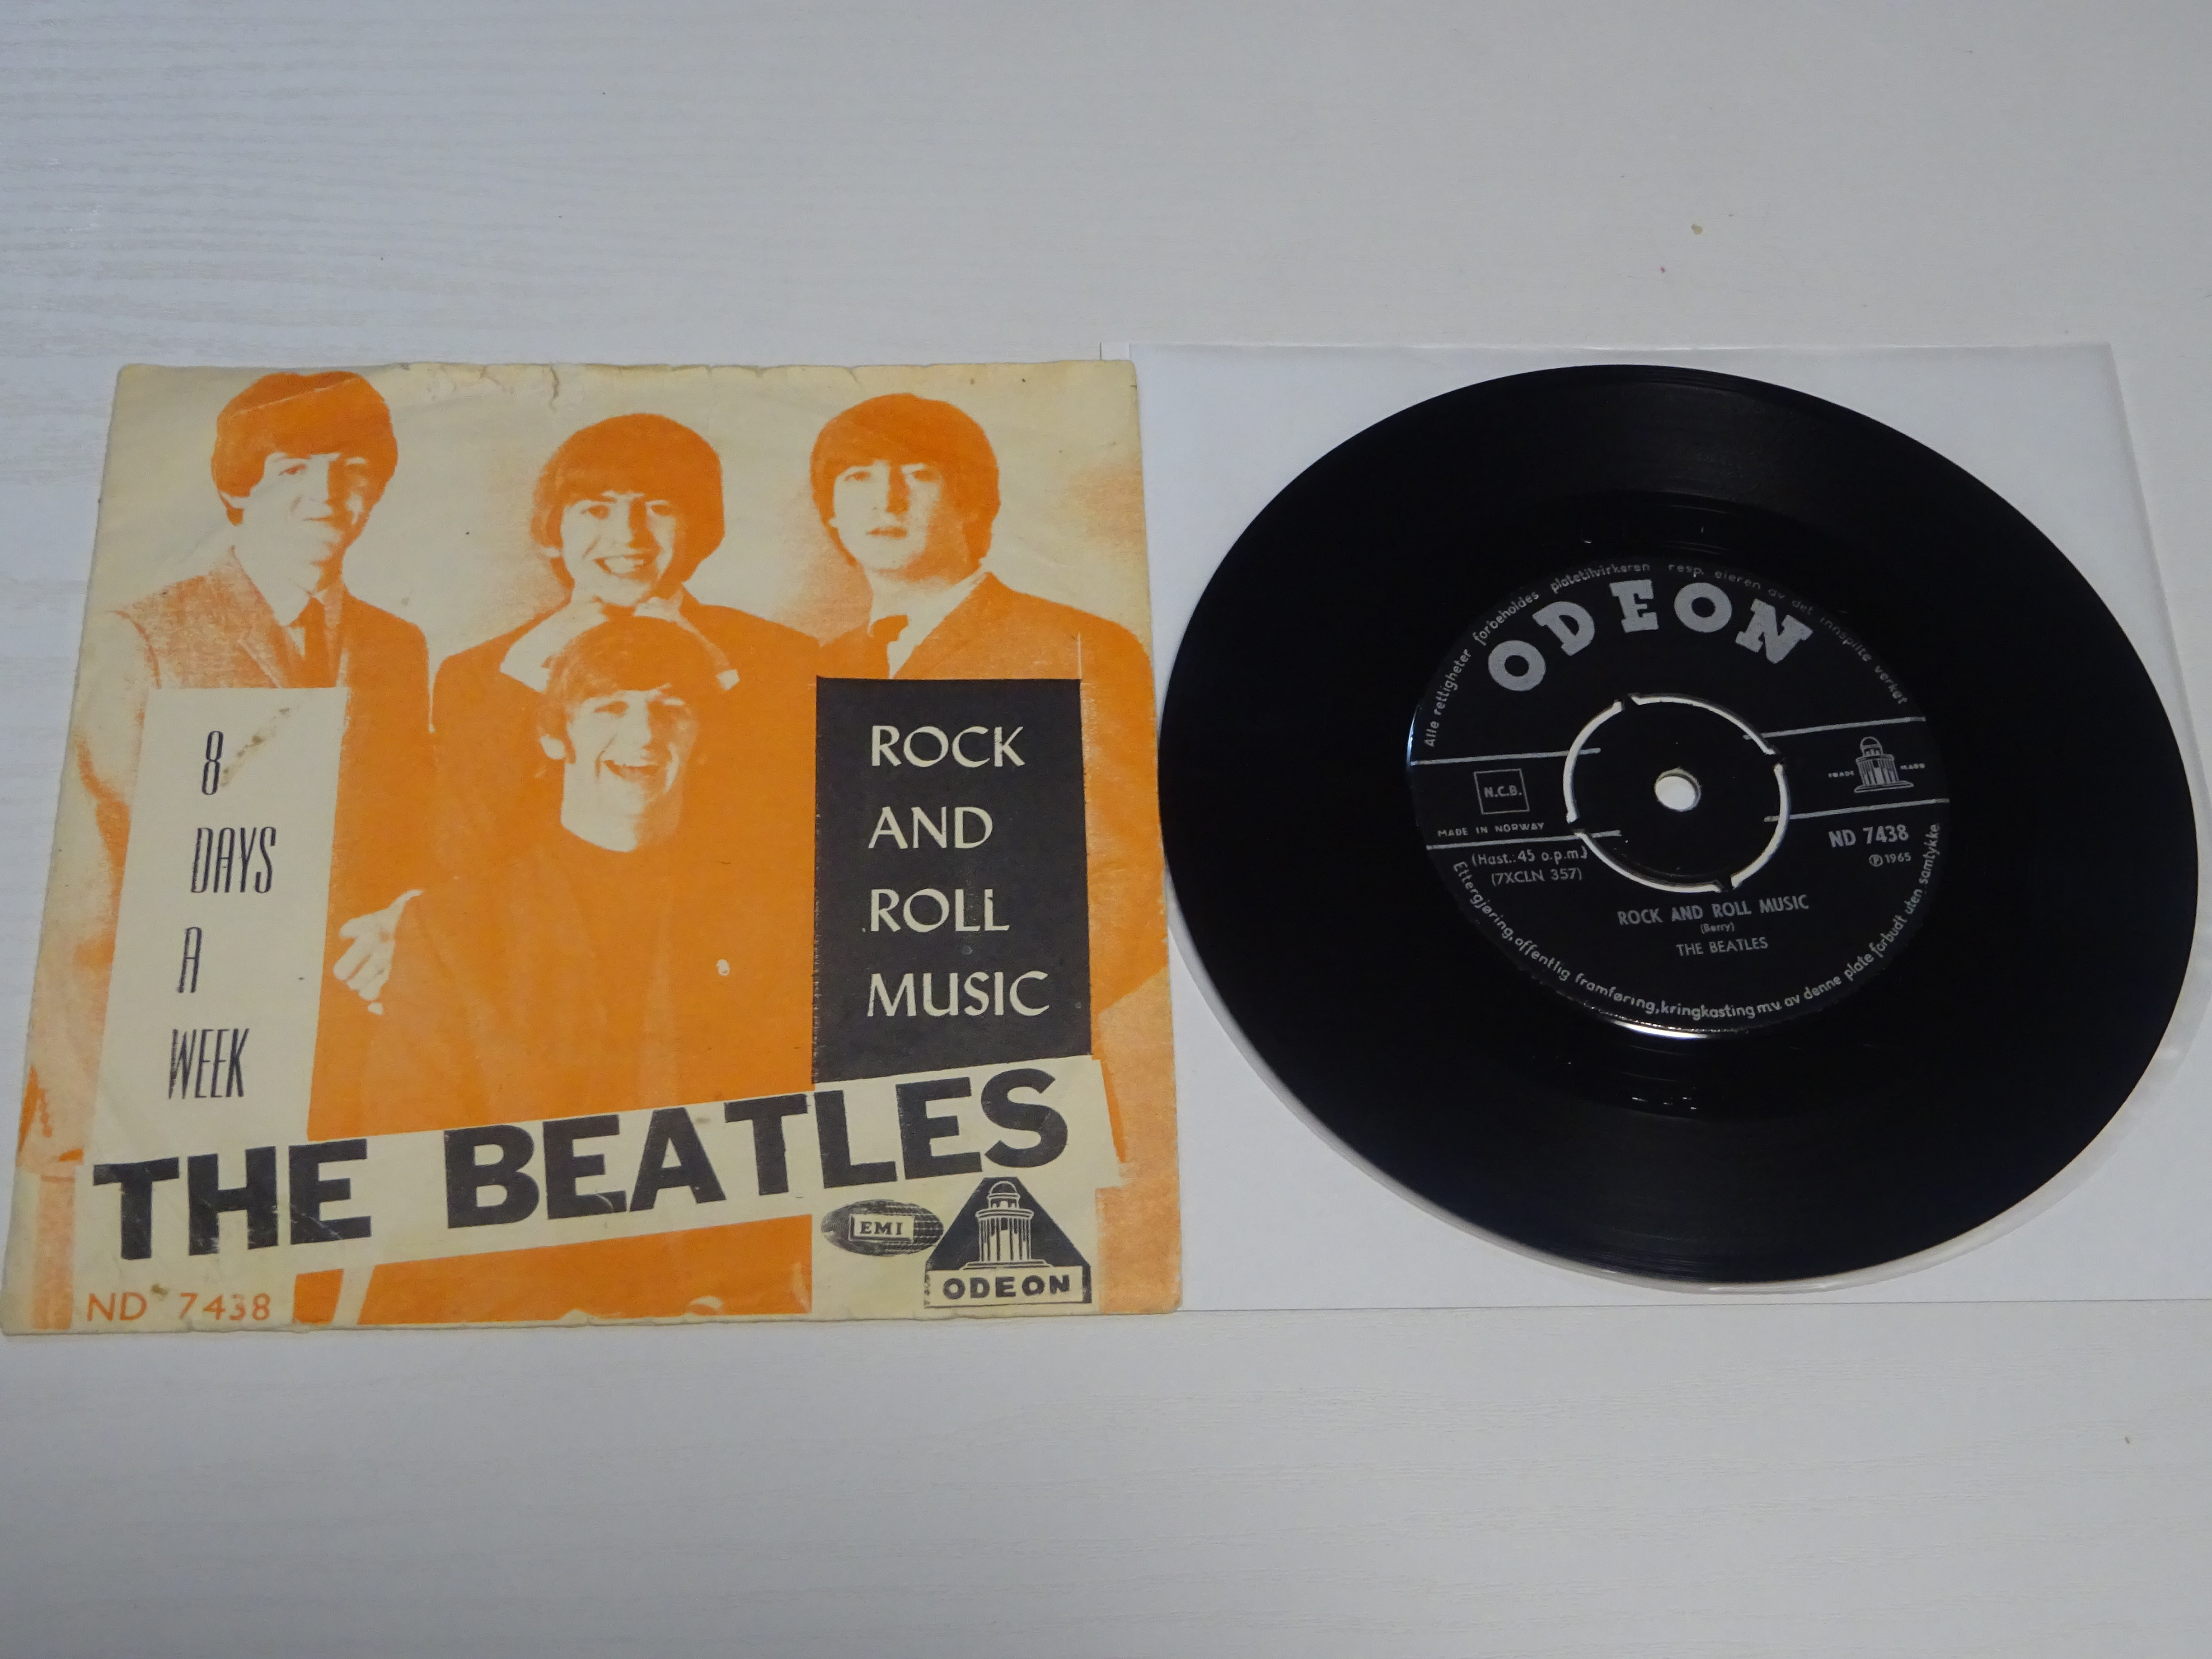 8
DAYS
A
WEEK
ROCK
AND
ROLL
MUSIC
THE BEATLES
EMI
ODEON
ND 7438
Alle rettigheter forbeholdes platetilvirkeren resp. eieren av det innspilte verket
ODEON
N.C.B.
TRADE MARK
MADE IN NORWAY
ND 7438
(Hast.: 45 o.p.m.)
℗ 1965
(7XCLN 357)
ROCK AND ROLL MUSIC
(Berry)
THE BEATLES
Ettergjøring, offentlig framføring, kringkasting m.v. av denne plate forbudt uten samtykke